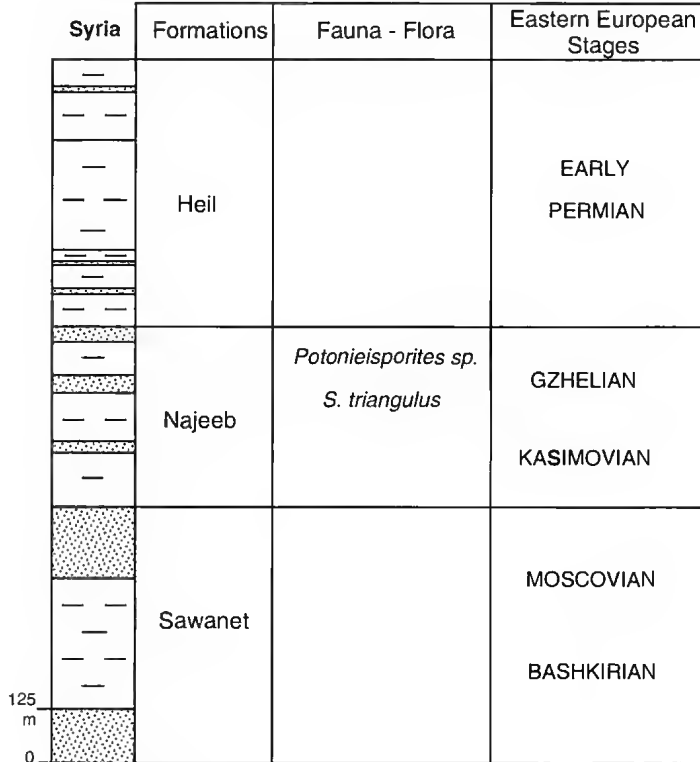 Syria Formations Fauna - Flora Eastern European
Stages
EARLY
Heil PERMIAN
Potonieisporites sp.
GZHELIAN
S. triangulus
Najeeb
KASIMOVIAN
MOSCOVIAN
Sawanet
BASHKIRIAN
125
m
0